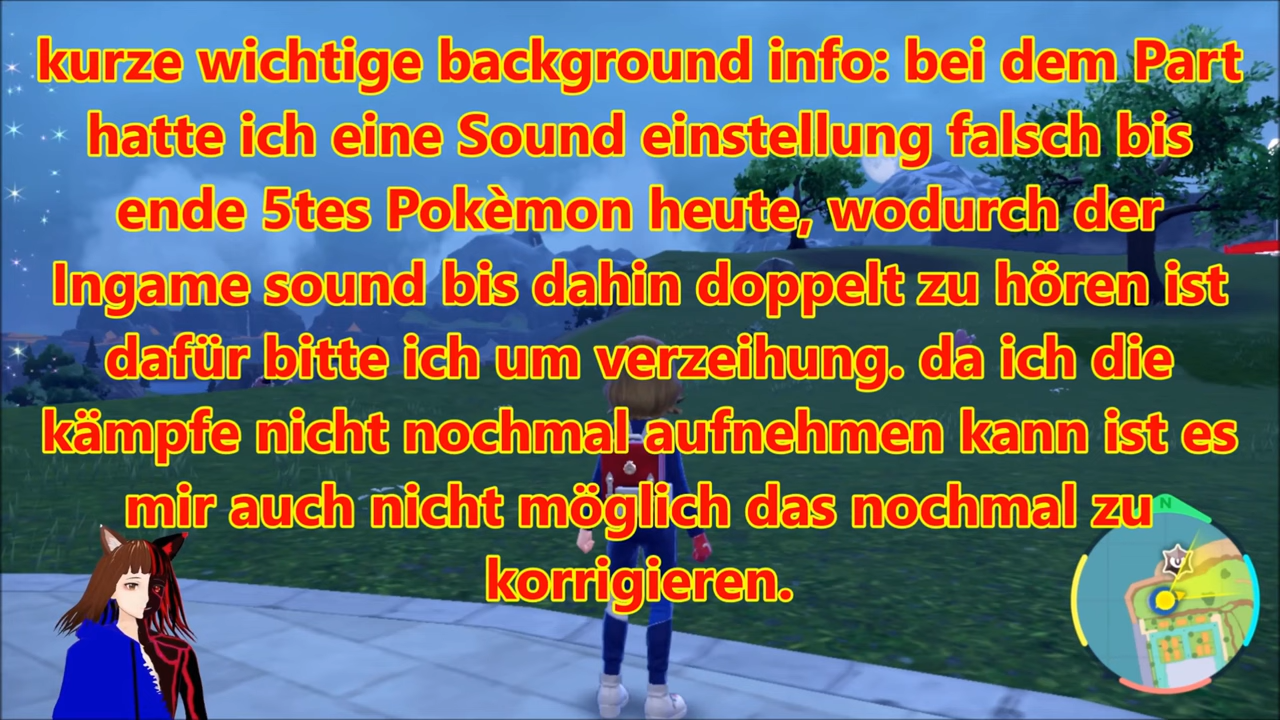 kurze wichtige background info: bei dem Part
hatte ich eine Sound einstellung falsch bis
ende 5tes Pokèmon heute, wodurch der
Ingame sound bis dahin doppelt zu hören ist
dafür bitte ich um verzeihung. da ich die
kämpfe nicht nochmal aufnehmen kann ist es
mir auch nicht möglich das nochmal zu
korrigieren.
N